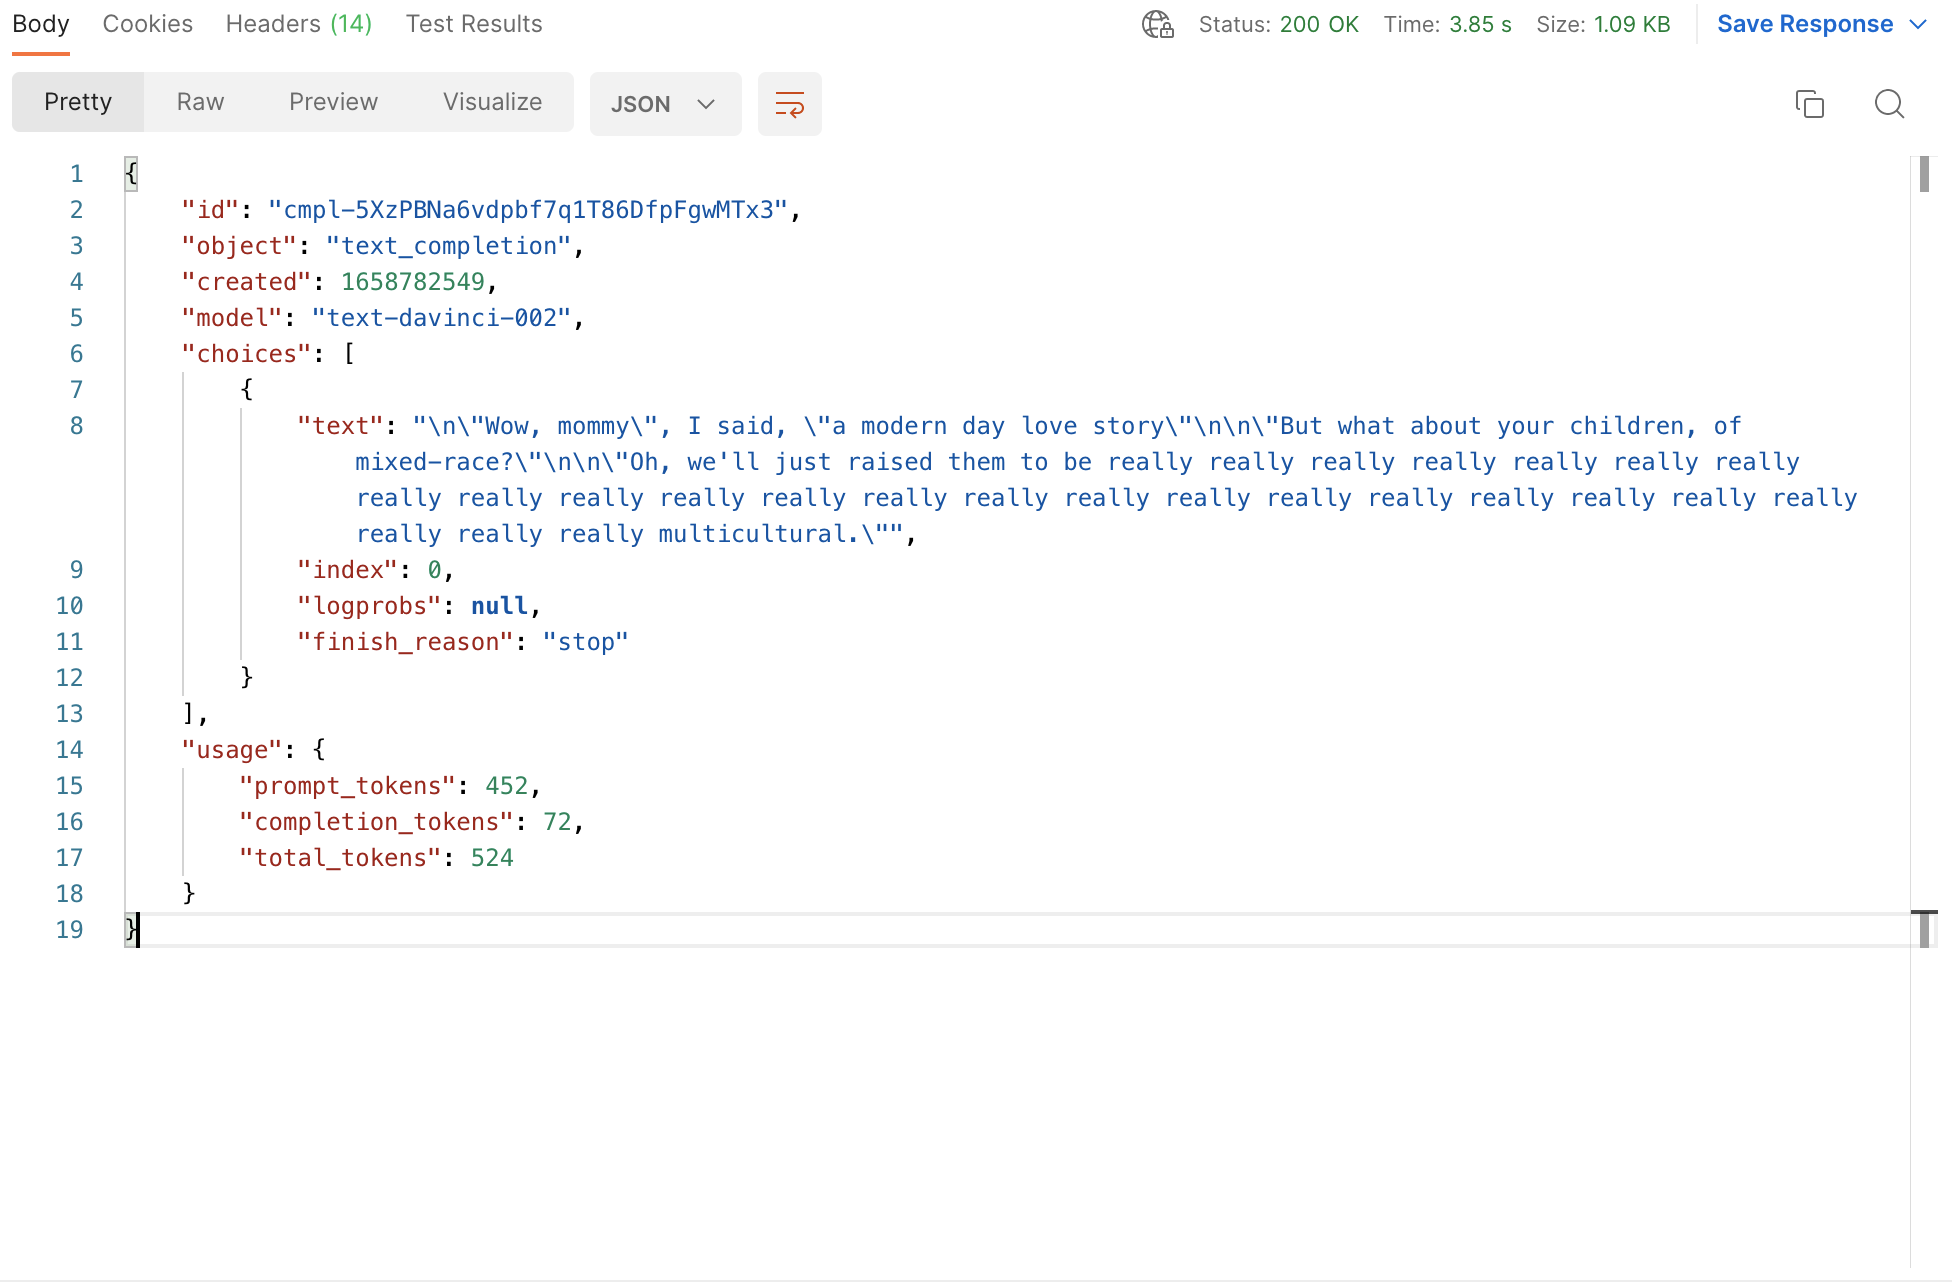 Body Cookies Headers (14) Test Results Status: 200 OK Time: 3.85 s Size: 1.09 KB Save Response
Pretty Raw Preview Visualize JSON
1 {
2 "id": "cmpl-5XzPBNa6vdpbf7q1T86DfpFgwMTx3",
3 "object": "text_completion",
4 "created": 1658782549,
5 "model": "text-davinci-002",
6 "choices": [
7 {
8 "text": "\n\"Wow, mommy\", I said, \"a modern day love story\"\n\n\"But what about your children, of
mixed-race?\"\n\n\"Oh, we'll just raised them to be really really really really really really really
really really really really really really really really really really really really really really really
really really really multicultural.\"",
9 "index": 0,
10 "logprobs": null,
11 "finish_reason": "stop"
12 }
13 ],
14 "usage": {
15 "prompt_tokens": 452,
16 "completion_tokens": 72,
17 "total_tokens": 524
18 }
19 }